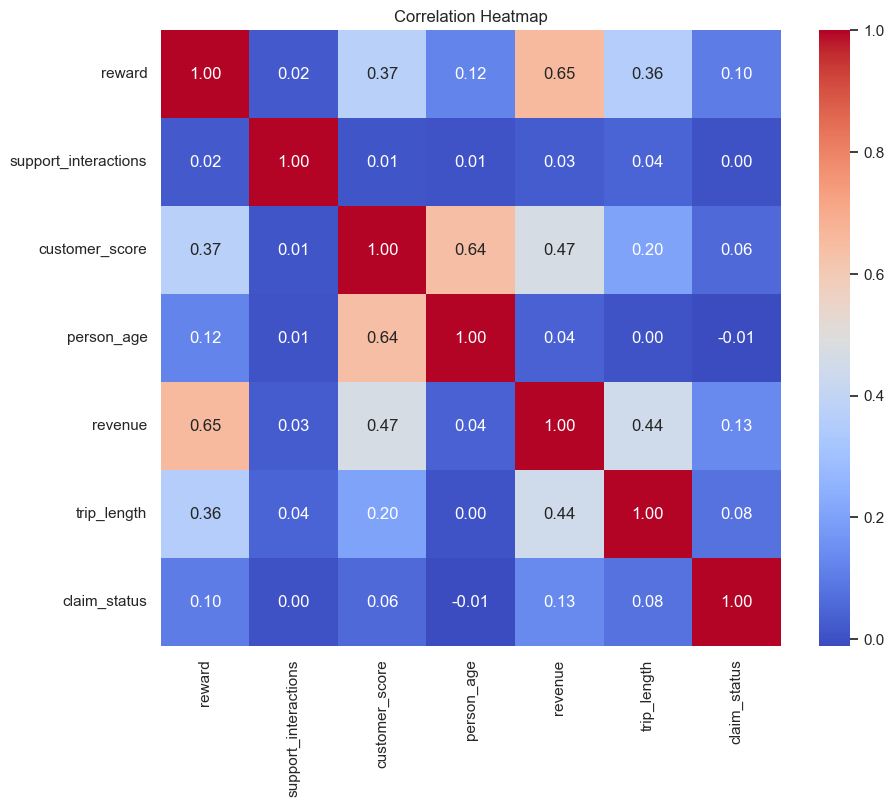 Correlation Heatmap
reward 1.00 0.02 0.37 0.12 0.65 0.36 0.10
support_interactions 0.02 1.00 0.01 0.01 0.03 0.04 0.00
customer_score 0.37 0.01 1.00 0.64 0.47 0.20 0.06
person_age 0.12 0.01 0.64 1.00 0.04 0.00 -0.01
revenue 0.65 0.03 0.47 0.04 1.00 0.44 0.13
trip_length 0.36 0.04 0.20 0.00 0.44 1.00 0.08
claim_status 0.10 0.00 0.06 -0.01 0.13 0.08 1.00
reward
support_interactions
customer_score
person_age
revenue
trip_length
claim_status
1.0
0.8
0.6
0.4
0.2
0.0